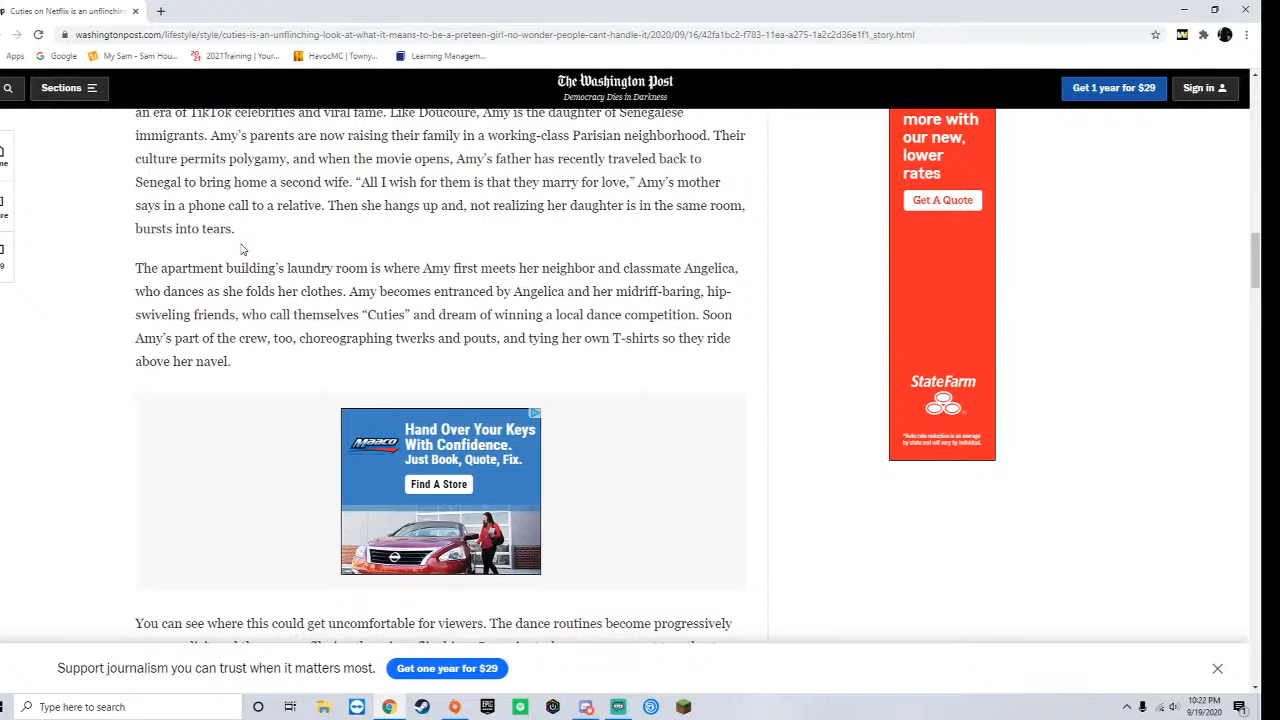 Cuties on Netflix is an unflinchin
washingtonpost.com/lifestyle/style/cuties-is-an-unflinching-look-at-what-it-means-to-be-a-preteen-girl-no-wonder-people-cant-handle-it/2020/09/16/42fa1bc2-f783-11ea-a275-1a2c2d36e1f1_story.html
Apps Google My Sam - Sam Hou... 2021Training | Your... HavocMC | Towny... Learning Managem...
Sections The Washington Post Get 1 year for $29 Sign in
Democracy Dies in Darkness
an era of TikTok celebrities and viral fame. Like Doucouré, Amy is the daughter of Senegalese
immigrants. Amy's parents are now raising their family in a working-class Parisian neighborhood. Their
culture permits polygamy, and when the movie opens, Amy's father has recently traveled back to
Senegal to bring home a second wife. “All I wish for them is that they marry for love,” Amy's mother
says in a phone call to a relative. Then she hangs up and, not realizing her daughter is in the same room,
bursts into tears.
The apartment building's laundry room is where Amy first meets her neighbor and classmate Angelica,
who dances as she folds her clothes. Amy becomes entranced by Angelica and her midriff-baring, hip-
swiveling friends, who call themselves “Cuties” and dream of winning a local dance competition. Soon
Amy's part of the crew, too, choreographing twerks and pouts, and tying her own T-shirts so they ride
above her navel.
more with
our new,
lower
rates
Get A Quote
StateFarm
*Auto rate reduction is an average
by state and will vary by individual.
MAACO
Hand Over Your Keys
With Confidence.
Just Book, Quote, Fix.
Find A Store
You can see where this could get uncomfortable for viewers. The dance routines become progressively
Support journalism you can trust when it matters most. Get one year for $29
Type here to search
10:22 PM
9/19/2020